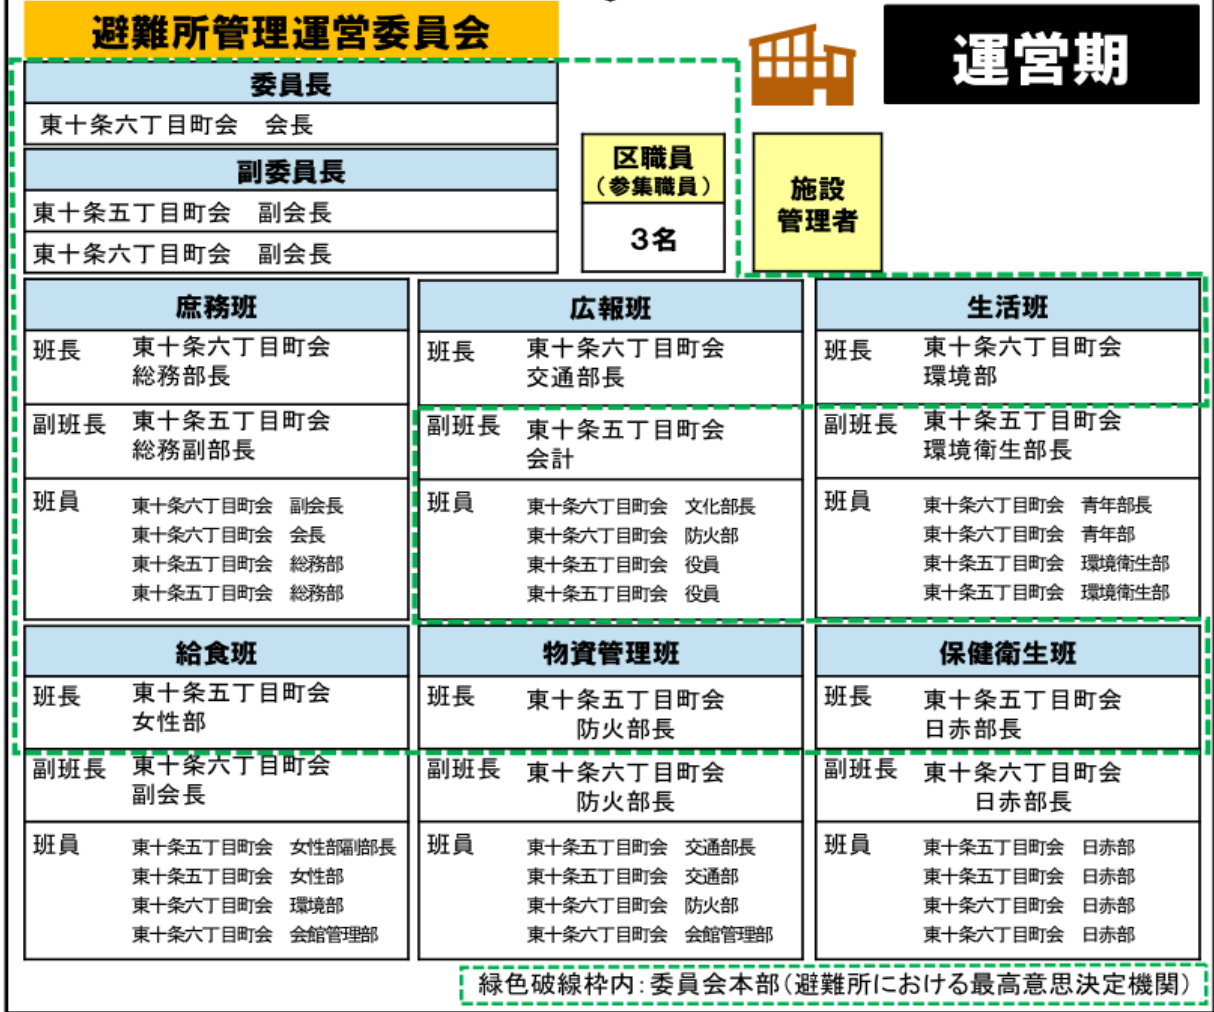 避難所管理運営委員会
運営期
委員長
東十条六丁目町会　会長
副委員長
東十条五丁目町会　副会長
東十条六丁目町会　副会長
区職員
（参集職員）
３名
施設
管理者
庶務班
班長　東十条六丁目町会
総務部長
副班長　東十条五丁目町会
総務副部長
班員　東十条六丁目町会　副会長
東十条六丁目町会　会長
東十条五丁目町会　総務部
東十条五丁目町会　総務部
広報班
班長　東十条六丁目町会
交通部長
副班長　東十条五丁目町会
会計
班員　東十条六丁目町会　文化部長
東十条六丁目町会　防火部
東十条五丁目町会　役員
東十条五丁目町会　役員
生活班
班長　東十条六丁目町会
環境部
副班長　東十条五丁目町会
環境衛生部長
班員　東十条六丁目町会　青年部長
東十条六丁目町会　青年部
東十条五丁目町会　環境衛生部
東十条五丁目町会　環境衛生部
給食班
班長　東十条五丁目町会
女性部
副班長　東十条六丁目町会
副会長
班員　東十条五丁目町会　女性部副部長
東十条五丁目町会　女性部
東十条六丁目町会　環境部
東十条六丁目町会　会館管理部
物資管理班
班長　東十条五丁目町会
防火部長
副班長　東十条六丁目町会
防火部長
班員　東十条五丁目町会　交通部長
東十条五丁目町会　交通部
東十条六丁目町会　防火部
東十条六丁目町会　会館管理部
保健衛生班
班長　東十条五丁目町会
日赤部長
副班長　東十条六丁目町会
日赤部長
班員　東十条五丁目町会　日赤部
東十条五丁目町会　日赤部
東十条六丁目町会　日赤部
東十条六丁目町会　日赤部
緑色破線枠内：委員会本部（避難所における最高意思決定機関）